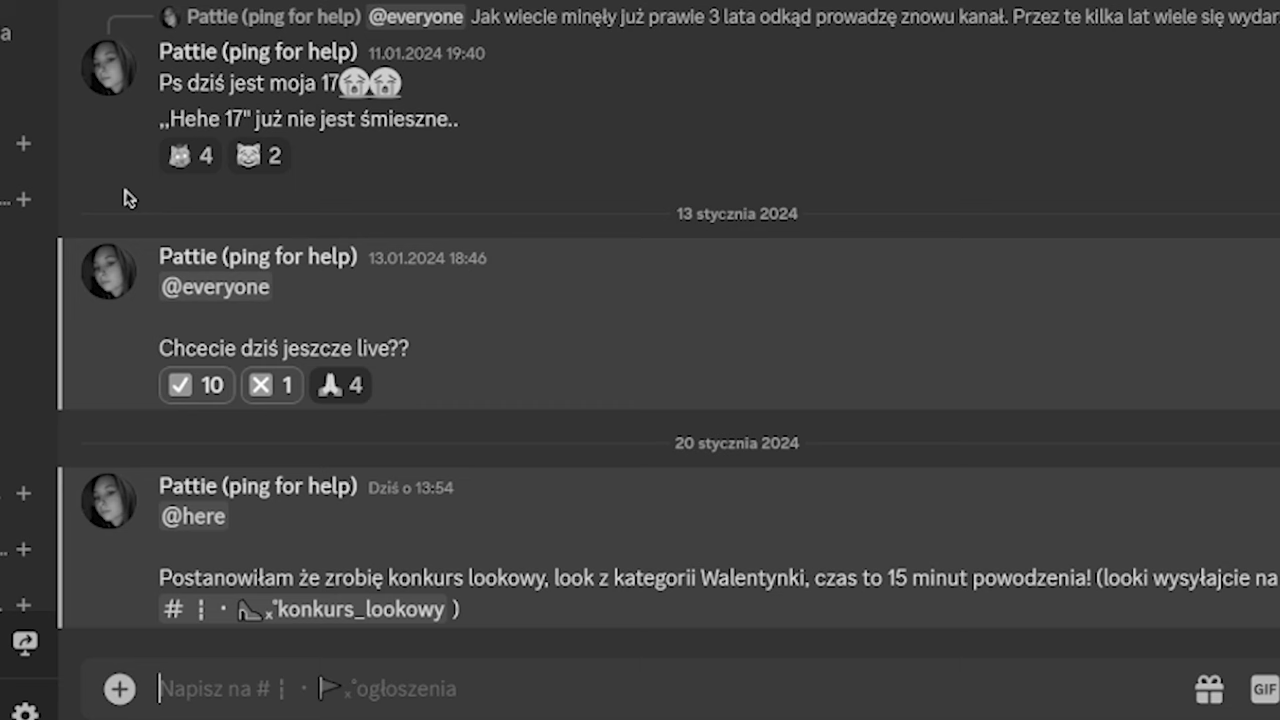 a
Pattie (ping for help) @everyone Jak wiecie minęły już prawie 3 lata odkąd prowadzę znowu kanał. Przez te kilka lat wiele się wydar
Pattie (ping for help) 11.01.2024 19:40
Ps dziś jest moja 17😭😭
„Hehe 17" już nie jest śmieszne..
4 2
13 stycznia 2024
Pattie (ping for help) 13.01.2024 18:46
@everyone
Chcecie dziś jeszcze live??
✅ 10 ❎ 1 🙏 4
20 stycznia 2024
Pattie (ping for help) Dziś o 13:54
@here
Postanowiłam że zrobię konkurs lookowy, look z kategorii Walentynki, czas to 15 minut powodzenia! (looki wysyłajcie na
# ¦ · 👠ₓ˚konkurs_lookowy )
Napisz na # ¦ · 🏴ₓ˚ogłoszenia
GIF